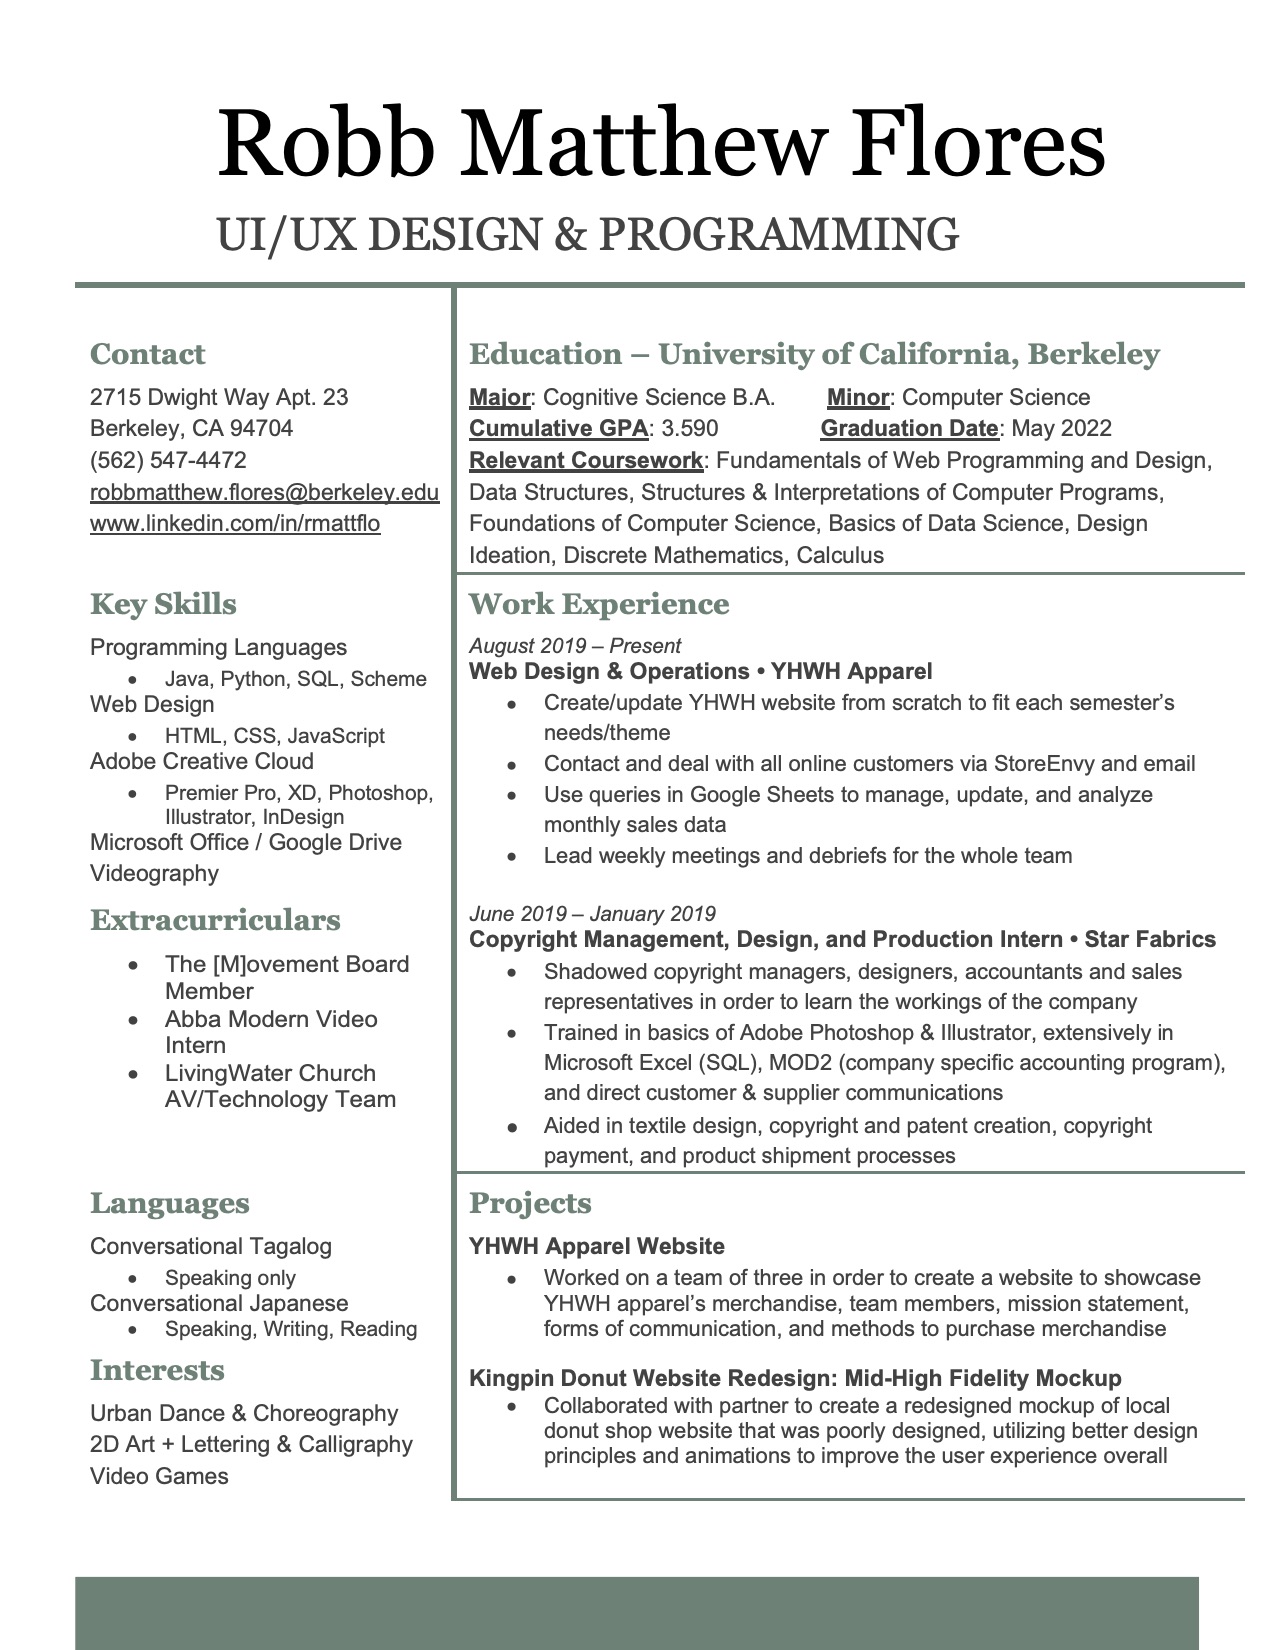 Robb Matthew Flores
UI/UX DESIGN & PROGRAMMING
Contact
2715 Dwight Way Apt. 23
Berkeley, CA 94704
(562) 547-4472
robbmatthew.flores@berkeley.edu
www.linkedin.com/in/rmattflo
Education – University of California, Berkeley
Major: Cognitive Science B.A. Minor: Computer Science
Cumulative GPA: 3.590 Graduation Date: May 2022
Relevant Coursework: Fundamentals of Web Programming and Design,
Data Structures, Structures & Interpretations of Computer Programs,
Foundations of Computer Science, Basics of Data Science, Design
Ideation, Discrete Mathematics, Calculus
Key Skills
Programming Languages
• Java, Python, SQL, Scheme
Web Design
• HTML, CSS, JavaScript
Adobe Creative Cloud
• Premier Pro, XD, Photoshop,
Illustrator, InDesign
Microsoft Office / Google Drive
Videography
Extracurriculars
• The [M]ovement Board
Member
• Abba Modern Video
Intern
• LivingWater Church
AV/Technology Team
Work Experience
August 2019 – Present
Web Design & Operations • YHWH Apparel
• Create/update YHWH website from scratch to fit each semester’s
needs/theme
• Contact and deal with all online customers via StoreEnvy and email
• Use queries in Google Sheets to manage, update, and analyze
monthly sales data
• Lead weekly meetings and debriefs for the whole team
June 2019 – January 2019
Copyright Management, Design, and Production Intern • Star Fabrics
• Shadowed copyright managers, designers, accountants and sales
representatives in order to learn the workings of the company
• Trained in basics of Adobe Photoshop & Illustrator, extensively in
Microsoft Excel (SQL), MOD2 (company specific accounting program),
and direct customer & supplier communications
• Aided in textile design, copyright and patent creation, copyright
payment, and product shipment processes
Languages
Conversational Tagalog
• Speaking only
Conversational Japanese
• Speaking, Writing, Reading
Interests
Urban Dance & Choreography
2D Art + Lettering & Calligraphy
Video Games
Projects
YHWH Apparel Website
• Worked on a team of three in order to create a website to showcase
YHWH apparel’s merchandise, team members, mission statement,
forms of communication, and methods to purchase merchandise
Kingpin Donut Website Redesign: Mid-High Fidelity Mockup
• Collaborated with partner to create a redesigned mockup of local
donut shop website that was poorly designed, utilizing better design
principles and animations to improve the user experience overall